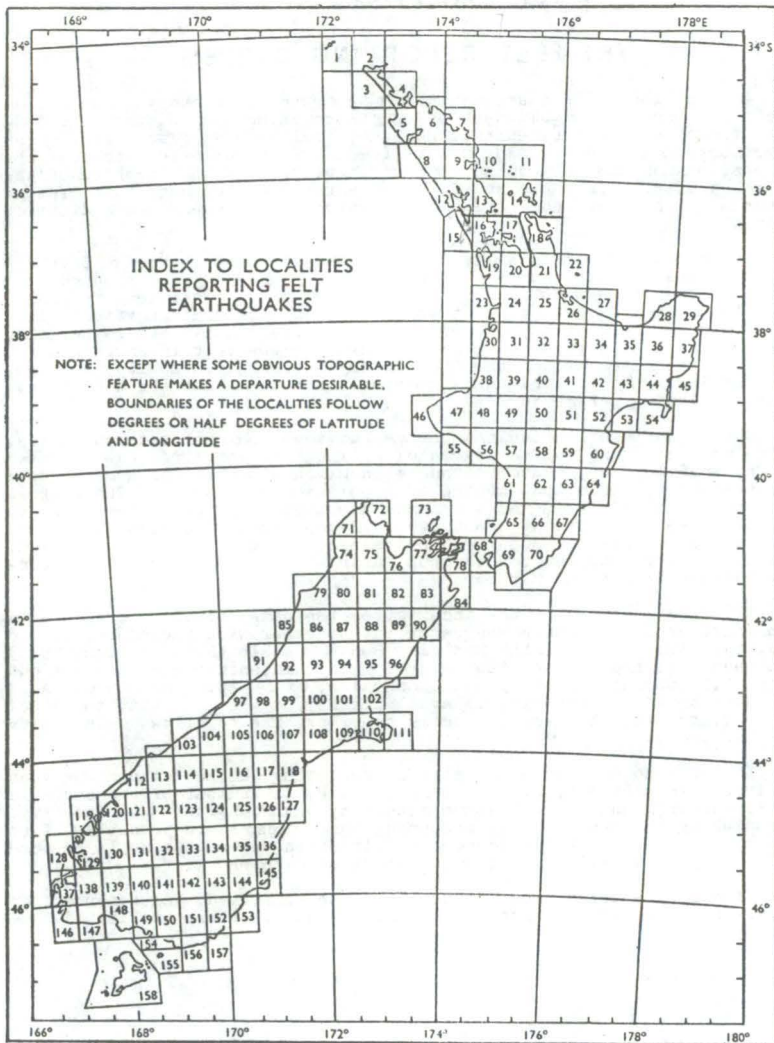 168° 170° 172° 174° 176° 178°E
34° 34°S
1 2
3 4
5 6 7
8 9 10 11
36° 36°
12 13 14
15 16 17 18
INDEX TO LOCALITIES
REPORTING FELT
EARTHQUAKES
19 20 21 22
23 24 25 26 27 28 29
38° 38°
30 31 32 33 34 35 36 37
NOTE: EXCEPT WHERE SOME OBVIOUS TOPOGRAPHIC
FEATURE MAKES A DEPARTURE DESIRABLE,
BOUNDARIES OF THE LOCALITIES FOLLOW
DEGREES OR HALF DEGREES OF LATITUDE
AND LONGITUDE
38 39 40 41 42 43 44 45
46 47 48 49 50 51 52 53 54
55 56 57 58 59 60
40° 40°
61 62 63 64
71 72 73 65 66 67
74 75 76 77 78 68 69 70
79 80 81 82 83 84
42° 42°
85 86 87 88 89 90
91 92 93 94 95 96
97 98 99 100 101 102
103 104 105 106 107 108 109 110 111
44° 44°
112 113 114 115 116 117 118
119 120 121 122 123 124 125 126 127
128 129 130 131 132 133 134 135 136
37 138 139 140 141 142 143 144 145
46° 46°
146 147 148 149 150 151 152 153
154 155 156 157
158
166° 168° 170° 172° 174° 176° 178° 180°